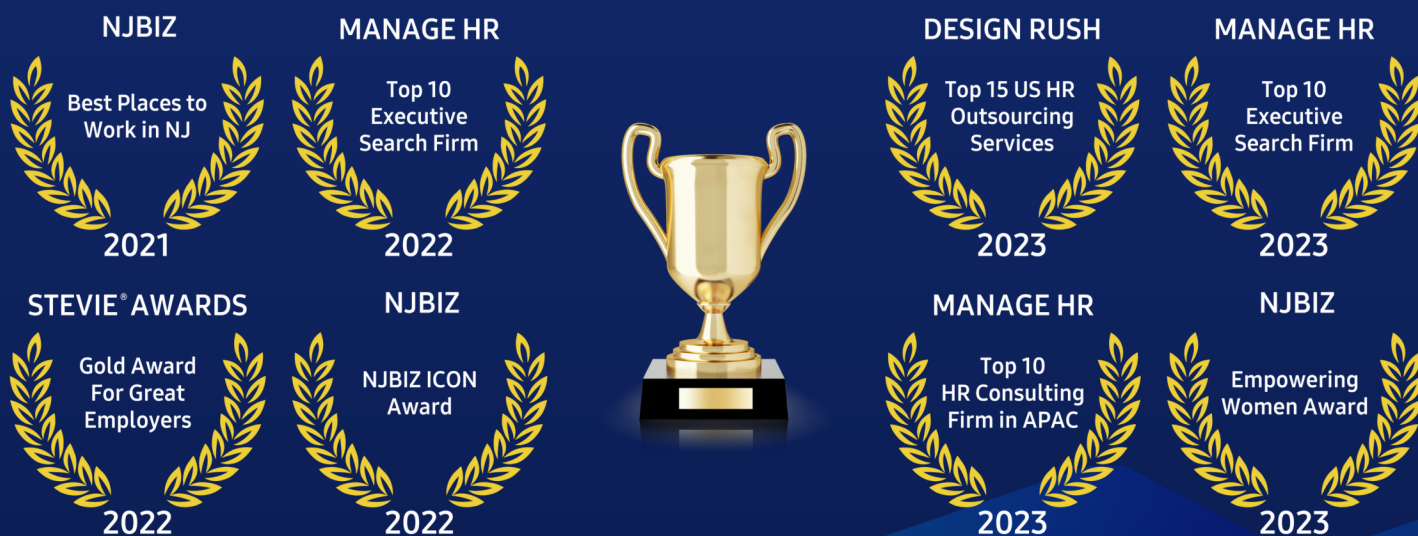 NJBIZ
Best Places to
Work in NJ
2021
MANAGE HR
Top 10
Executive
Search Firm
2022
DESIGN RUSH
Top 15 US HR
Outsourcing
Services
2023
MANAGE HR
Top 10
Executive
Search Firm
2023
STEVIE® AWARDS
Gold Award
For Great
Employers
2022
NJBIZ
NJBIZ ICON
Award
2022
MANAGE HR
Top 10
HR Consulting
Firm in APAC
2023
NJBIZ
Empowering
Women Award
2023